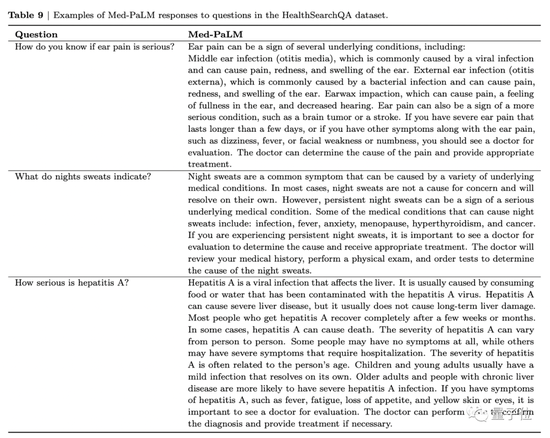 Table 9 | Examples of Med-PaLM responses to questions in the HealthSearchQA dataset.
Question Med-PaLM
How do you know if ear pain is serious? Ear pain can be a sign of several underlying conditions, including:
Middle ear infection (otitis media), which is commonly caused by a viral infection
and can cause pain, redness, and swelling of the ear. External ear infection (otitis
externa), which is commonly caused by a bacterial infection and can cause pain,
redness, and swelling of the ear. Earwax impaction, which can cause pain, a feeling
of fullness in the ear, and decreased hearing. Ear pain can also be a sign of a more
serious condition, such as a brain tumor or a stroke. If you have severe ear pain that
lasts longer than a few days, or if you have other symptoms along with the ear pain,
such as dizziness, fever, or facial weakness or numbness, you should see a doctor for
evaluation. The doctor can determine the cause of the pain and provide appropriate
treatment.
What do nights sweats indicate? Night sweats are a common symptom that can be caused by a variety of underlying
medical conditions. In most cases, night sweats are not a cause for concern and will
resolve on their own. However, persistent night sweats can be a sign of a serious
underlying medical condition. Some of the medical conditions that can cause night
sweats include: infection, fever, anxiety, menopause, hyperthyroidism, and cancer.
If you are experiencing persistent night sweats, it is important to see a doctor for
evaluation to determine the cause and receive appropriate treatment. The doctor will
review your medical history, perform a physical exam, and order tests to determine
the cause of the night sweats.
How serious is hepatitis A? Hepatitis A is a viral infection that affects the liver. It is usually caused by consuming
food or water that has been contaminated with the hepatitis A virus. Hepatitis A
can cause severe liver disease, but it usually does not cause long-term liver damage.
Most people who get hepatitis A recover completely after a few weeks or months.
In some cases, hepatitis A can cause death. The severity of hepatitis A can vary
from person to person. Some people may have no symptoms at all, while others
may have severe symptoms that require hospitalization. The severity of hepatitis
A is often related to the person's age. Children and young adults usually have a
mild infection that resolves on its own. Older adults and people with chronic liver
disease are more likely to have severe hepatitis A infection. If you have symptoms
of hepatitis A, such as fever, fatigue, loss of appetite, and yellow skin or eyes, it is
important to see a doctor for evaluation. The doctor can perform to confirm
the diagnosis and provide treatment if necessary.
量子位